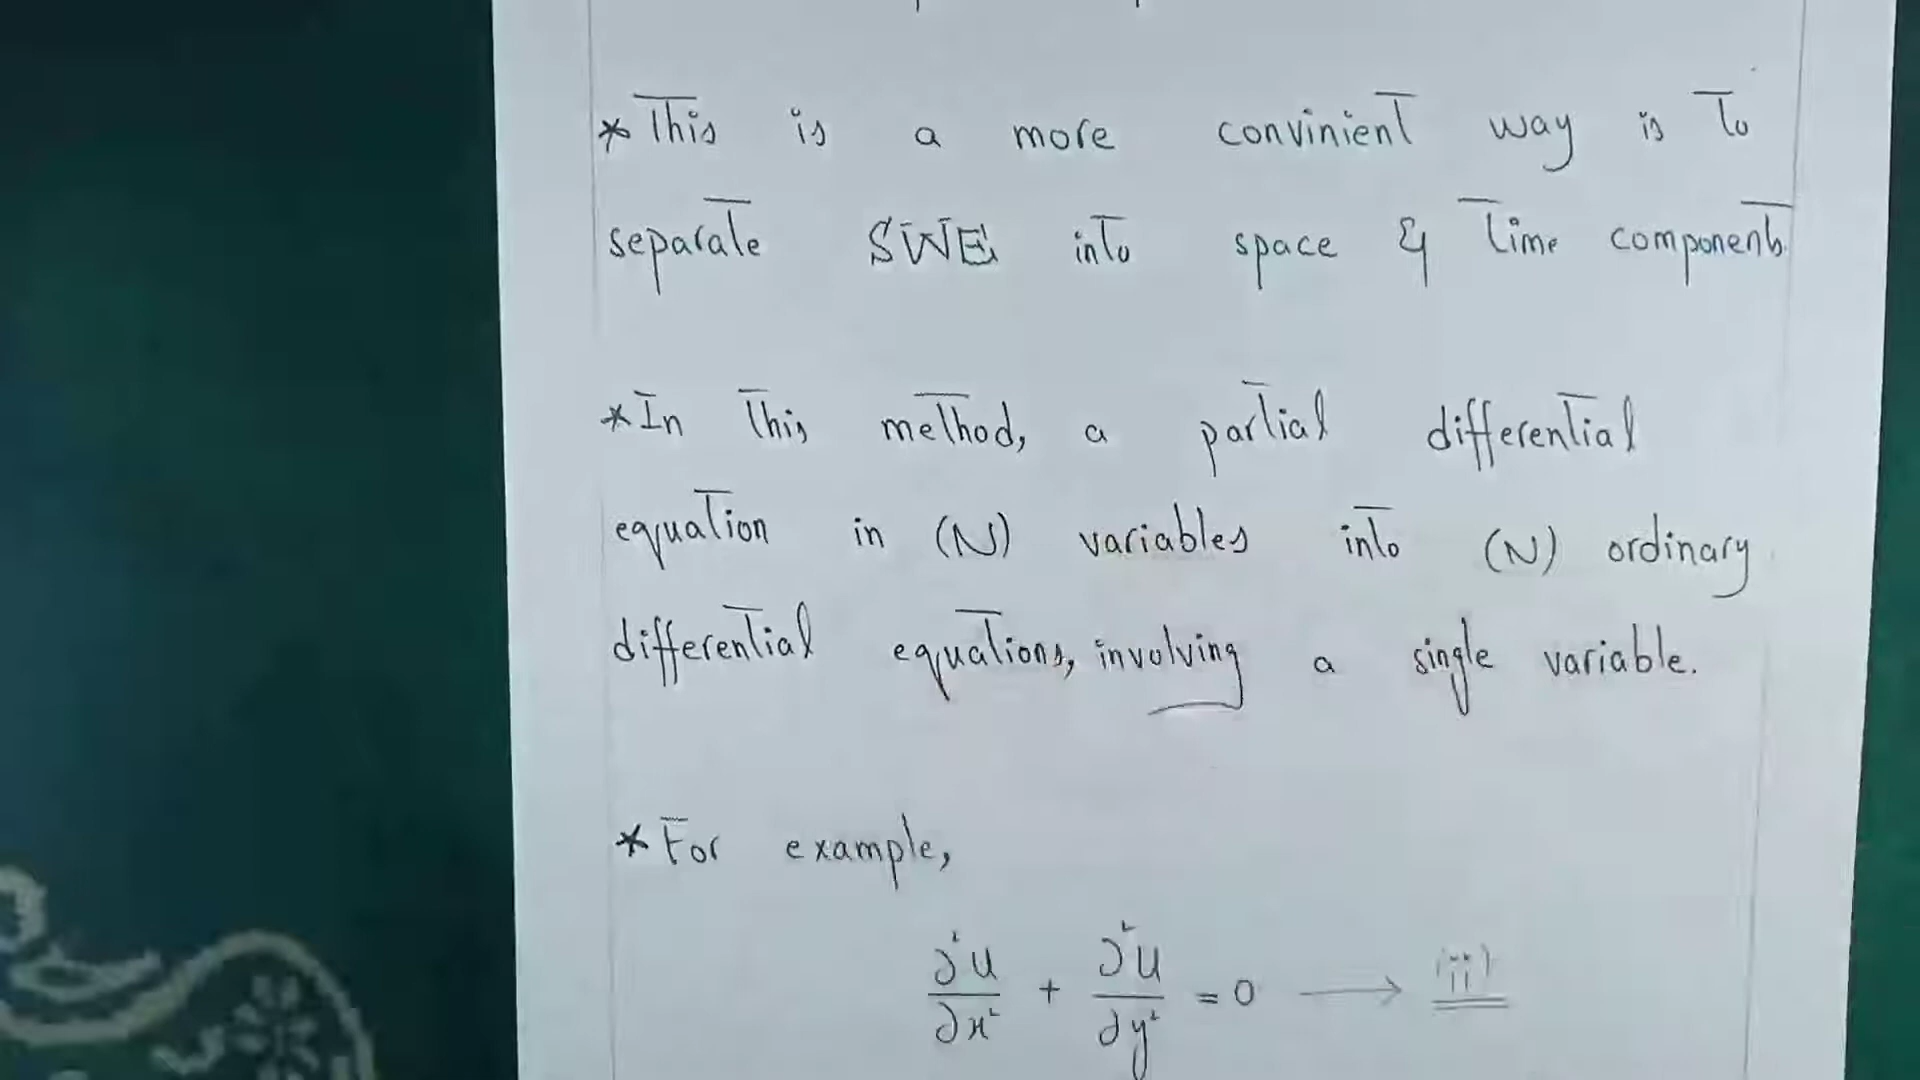 * This is a more convinient way is to
separate SWE into space & time components.
* In this method, a partial differential
equation in (N) variables into (N) ordinary
differential equations, involving a single variable.
* For example,
∂²u/∂x² + ∂²u/∂y² = 0 → (ii)